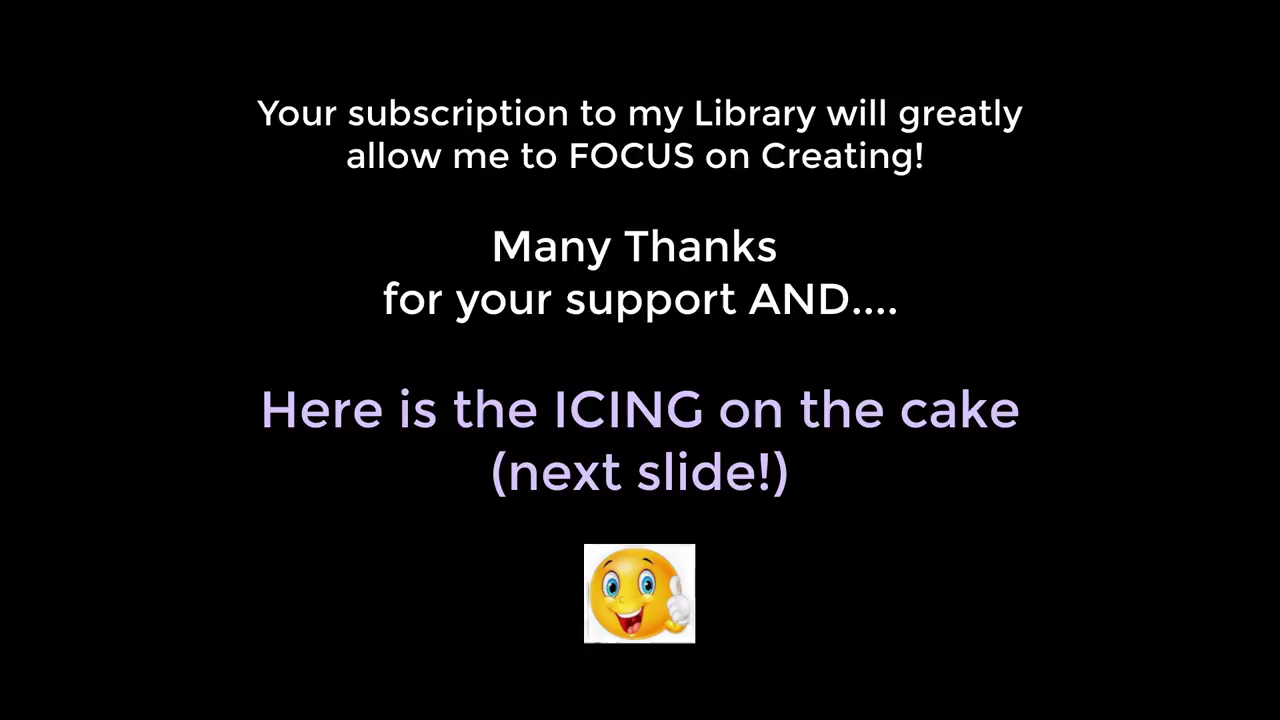 Your subscription to my Library will greatly
allow me to FOCUS on Creating!
Many Thanks
for your support AND....
Here is the ICING on the cake
(next slide!)